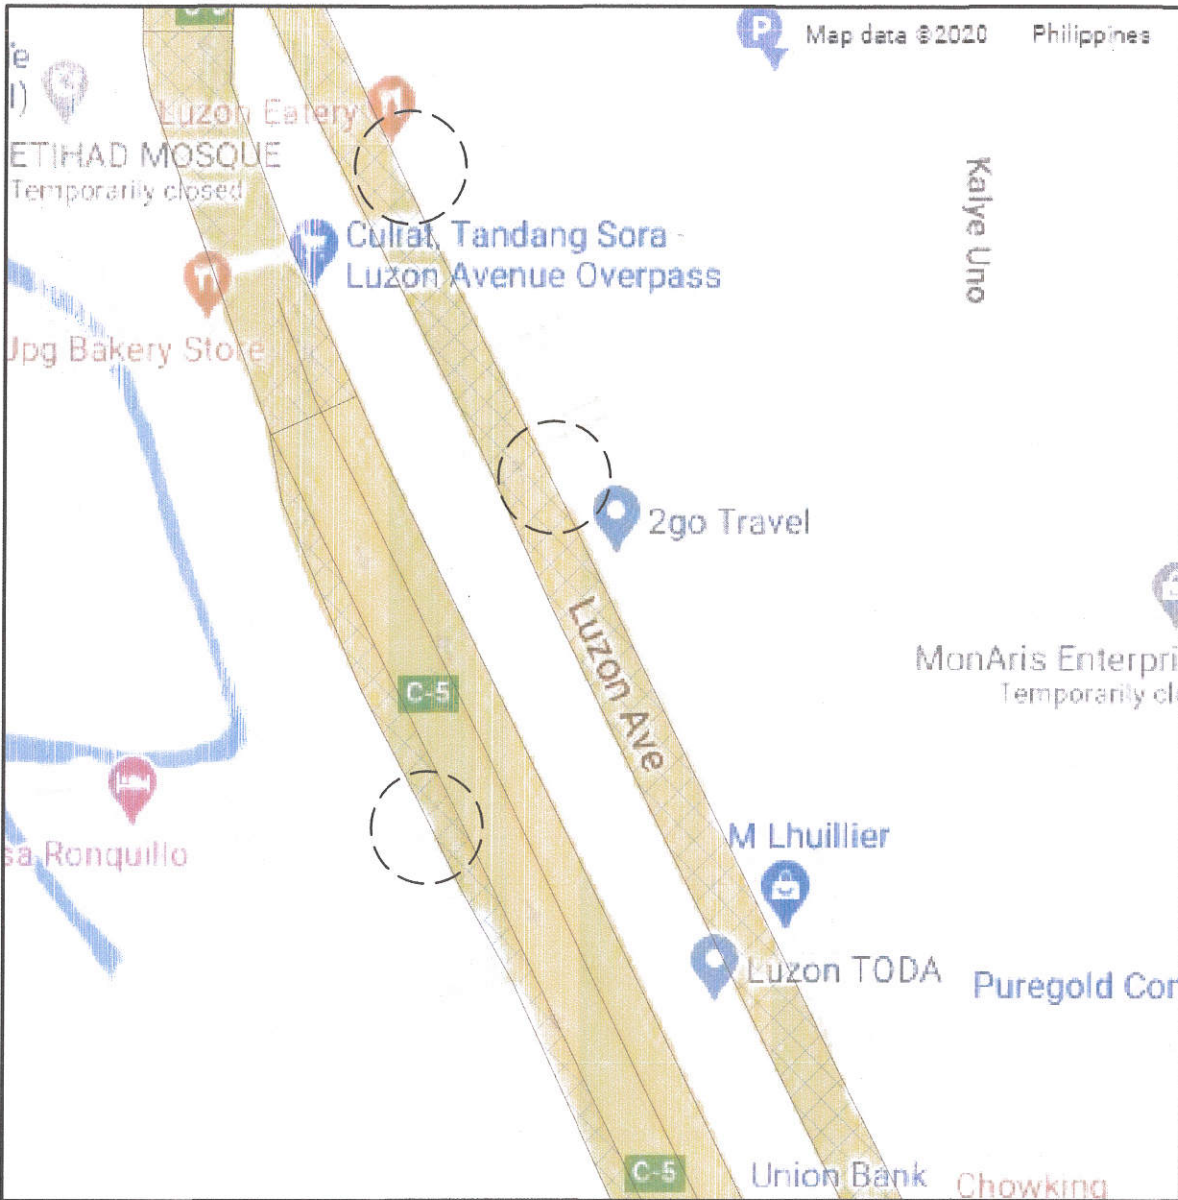 Map data ©2020 Philippines
Luzon Eatery
ETIHAD MOSQUE
Temporarily closed
Kalye Uno
Culiat, Tandang Sora -
Luzon Avenue Overpass
Jpg Bakery Store
2go Travel
Luzon Ave
MonAris Enterpri
Temporarily cl
C-5
M Lhuillier
sa Ronquillo
Luzon TODA
Puregold Con
C-5
Union Bank
Chowking